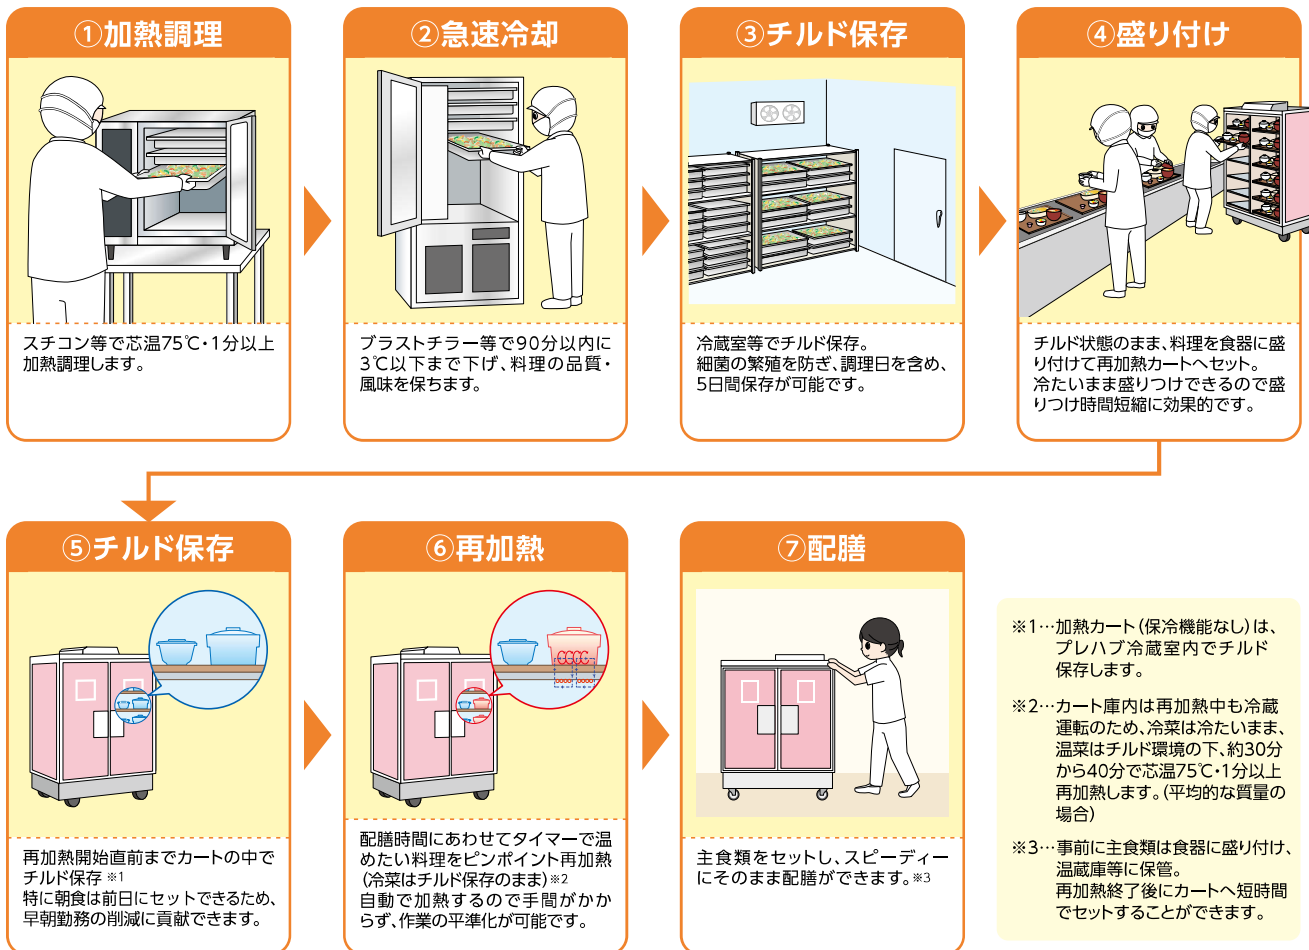 ①加熱調理
スチコン等で芯温75℃・1分以上
加熱調理します。
②急速冷却
ブラストチラー等で90分以内に
3℃以下まで下げ、料理の品質・
風味を保ちます。
③チルド保存
冷蔵室等でチルド保存。
細菌の繁殖を防ぎ、調理日を含め、
5日間保存が可能です。
④盛り付け
チルド状態のまま、料理を食器に盛
り付けて再加熱カートへセット。
冷たいまま盛りつけできるので盛
りつけ時間短縮に効果的です。
⑤チルド保存
再加熱開始直前までカートの中で
チルド保存 ※1
特に朝食は前日にセットできるため、
早朝勤務の削減に貢献できます。
⑥再加熱
配膳時間にあわせてタイマーで温
めたい料理をピンポイント再加熱
(冷菜はチルド保存のまま)※2
自動で加熱するので手間がかか
らず、作業の平準化が可能です。
⑦配膳
主食類をセットし、スピーディー
にそのまま配膳ができます。※3
※1…加熱カート(保冷機能なし)は、
プレハブ冷蔵室内でチルド
保存します。
※2…カート庫内は再加熱中も冷蔵
運転のため、冷菜は冷たいまま、
温菜はチルド環境の下、約30分
から40分で芯温75℃・1分以上
再加熱します。(平均的な質量の
場合)
※3…事前に主食類は食器に盛り付け、
温蔵庫等に保管。
再加熱終了後にカートへ短時間
でセットすることができます。